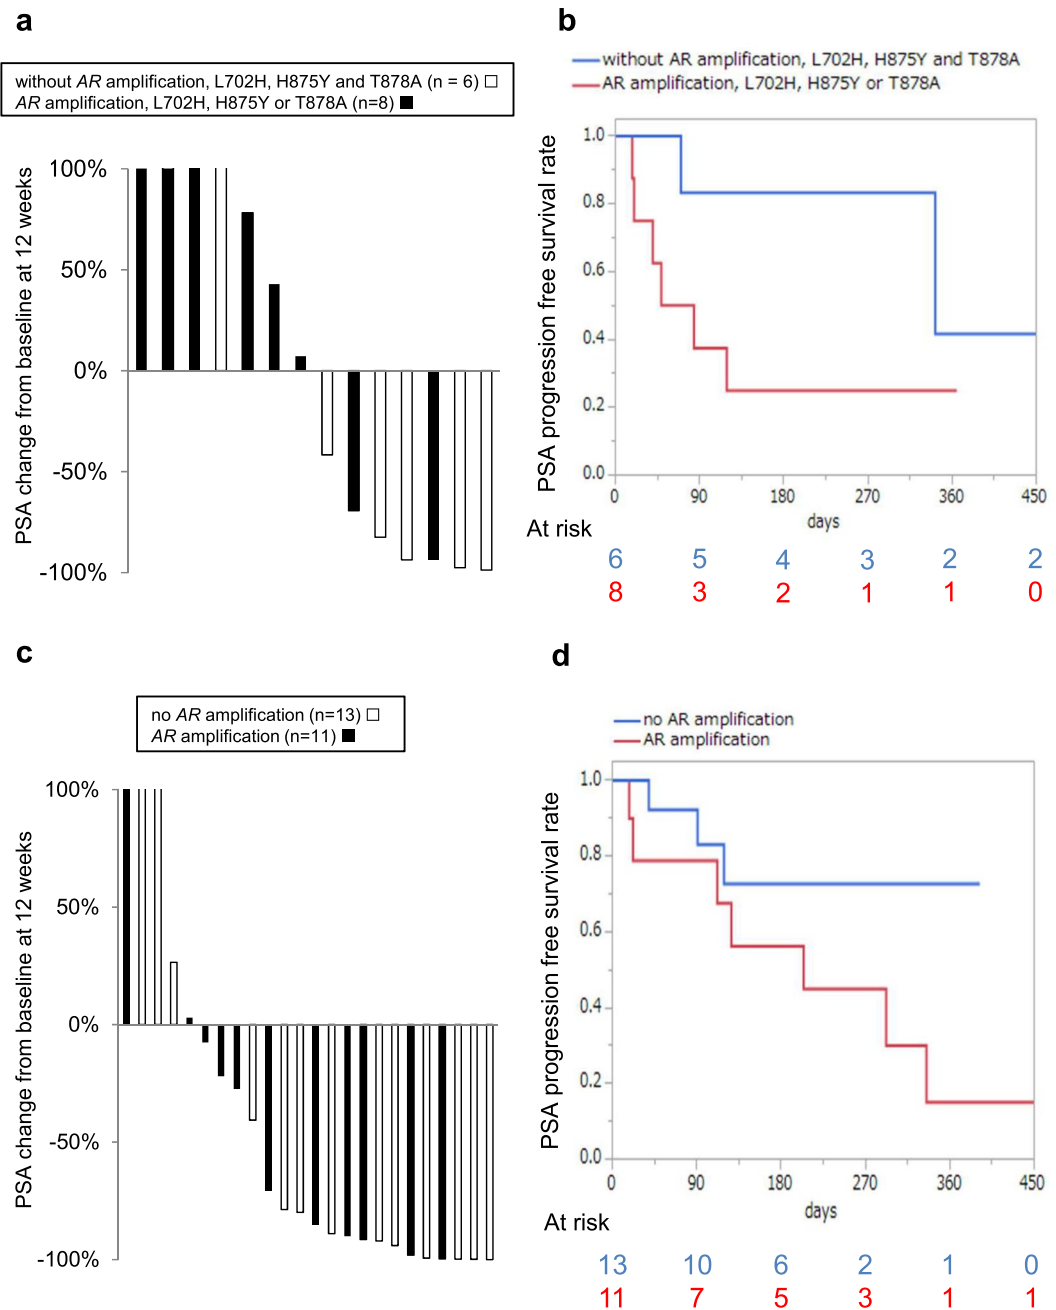 a
without AR amplification, L702H, H875Y and T878A (n = 6)
AR amplification, L702H, H875Y or T878A (n=8)
PSA change from baseline at 12 weeks
100%
50%
0%
-50%
-100%
b
without AR amplification, L702H, H875Y and T878A
AR amplification, L702H, H875Y or T878A
PSA progression free survival rate
1.0
0.8
0.6
0.4
0.2
0.0
0 90 180 270 360 450
days
At risk
6 5 4 3 2 2
8 3 2 1 1 0
c
no AR amplification (n=13)
AR amplification (n=11)
PSA change from baseline at 12 weeks
100%
50%
0%
-50%
-100%
d
no AR amplification
AR amplification
PSA progression free survival rate
1.0
0.8
0.6
0.4
0.2
0.0
0 90 180 270 360 450
days
At risk
13 10 6 2 1 0
11 7 5 3 1 1